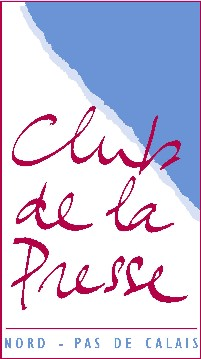 Club
de la
Presse
NORD - PAS DE CALAIS